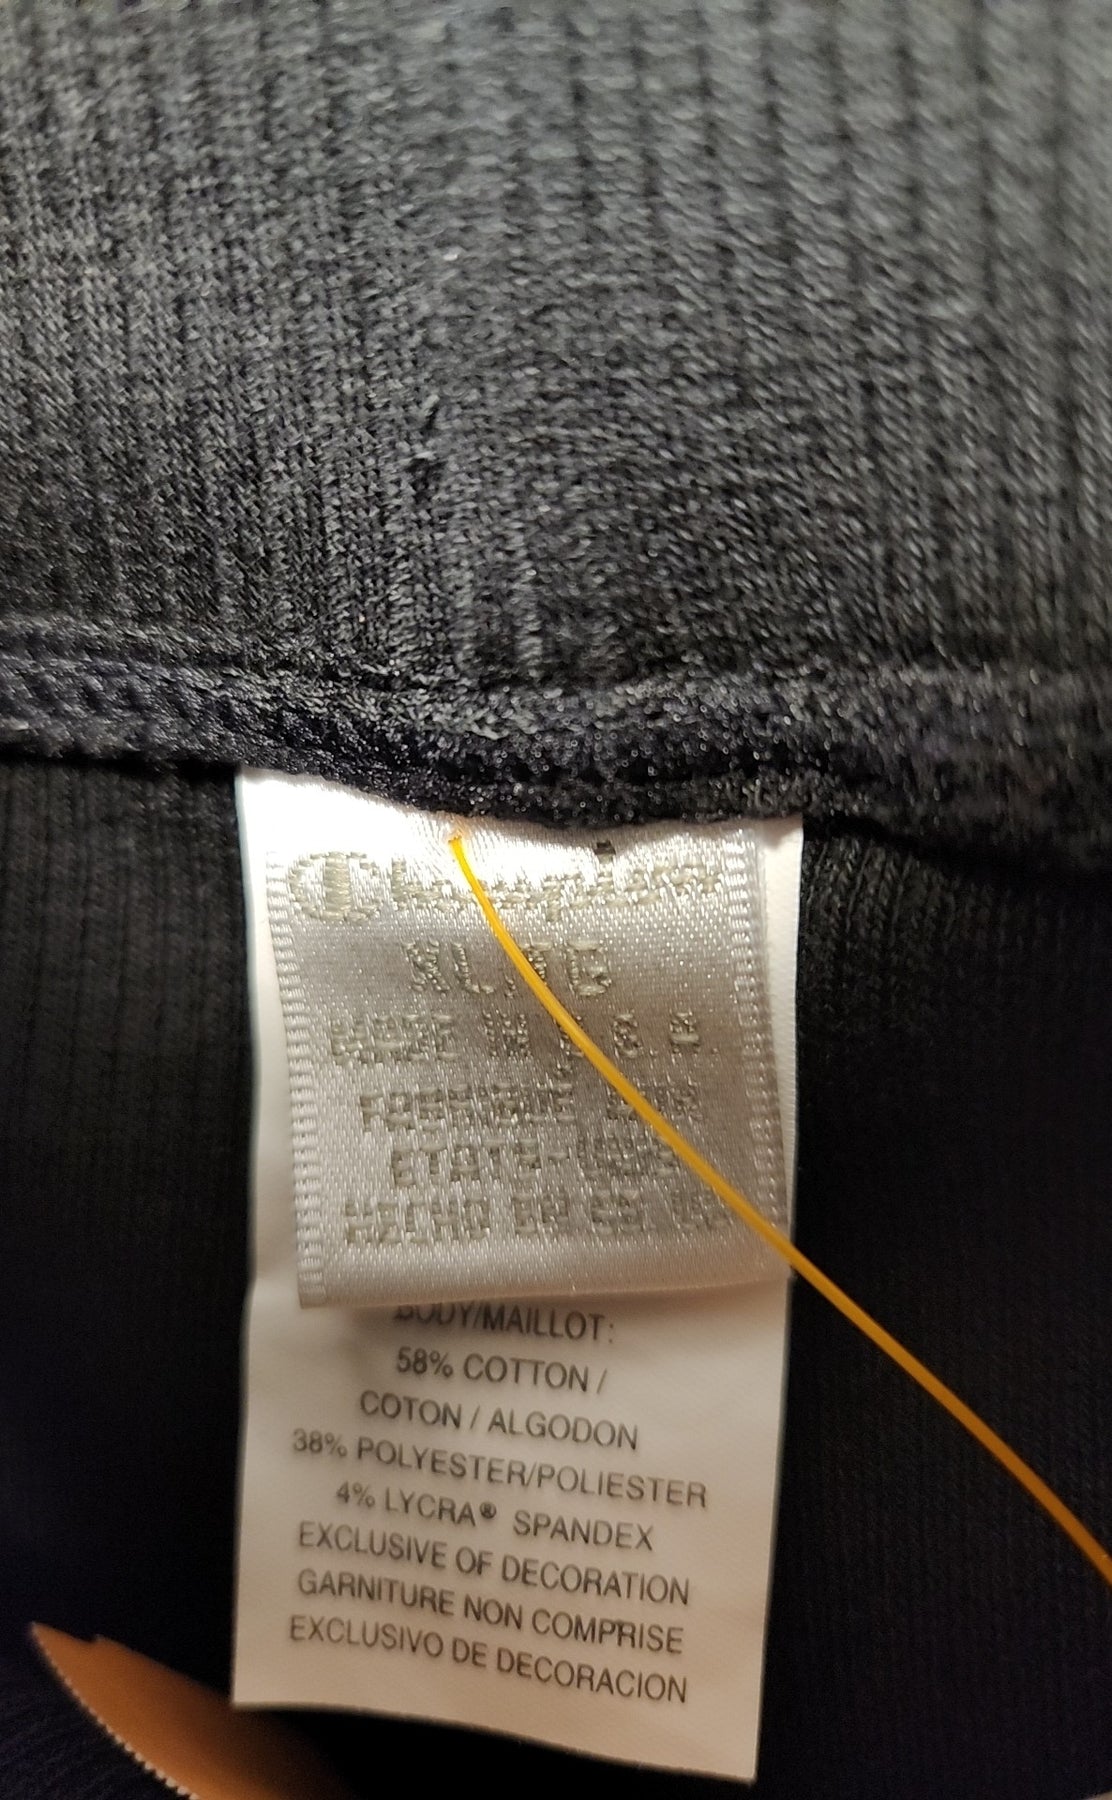 Champion
XL/TG
MADE IN U.S.A.
FABRIQUE AUX
ETATS-UNIS
HECHO EN EE. UU
BODY/MAILLOT:
58% COTTON /
COTON / ALGODON
38% POLYESTER/POLIESTER
4% LYCRA® SPANDEX
EXCLUSIVE OF DECORATION
GARNITURE NON COMPRISE
EXCLUSIVO DE DECORACION